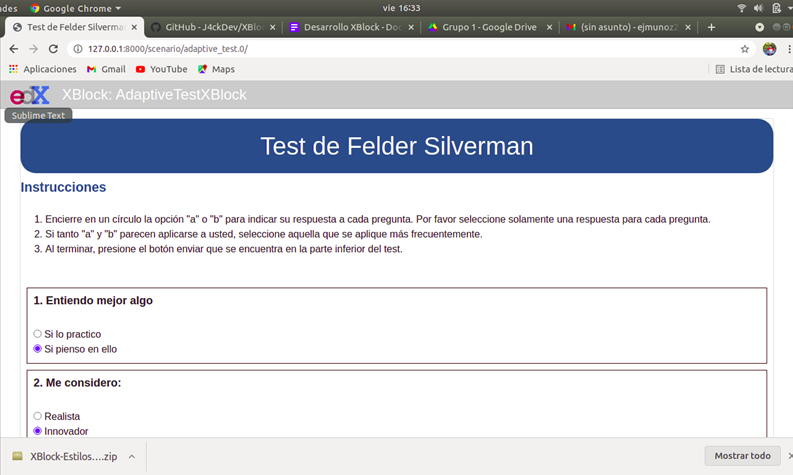 des Google Chrome vie 16:33
Test de Felder Silverman GitHub - J4ckDev/XBloc Desarrollo XBlock - Doc Grupo 1 - Google Drive (sin asunto) - ejmunoz2
127.0.0.1:8000/scenario/adaptive_test.0/
Aplicaciones Gmail YouTube Maps Lista de lectura
edX XBlock: AdaptiveTestXBlock
Sublime Text
Test de Felder Silverman
Instrucciones
1. Encierre en un círculo la opción "a" o "b" para indicar su respuesta a cada pregunta. Por favor seleccione solamente una respuesta para cada pregunta.
2. Si tanto "a" y "b" parecen aplicarse a usted, seleccione aquella que se aplique más frecuentemente.
3. Al terminar, presione el botón enviar que se encuentra en la parte inferior del test.
1. Entiendo mejor algo
Si lo practico
Si pienso en ello
2. Me considero:
Realista
Innovador
XBlock-Estilos....zip Mostrar todo